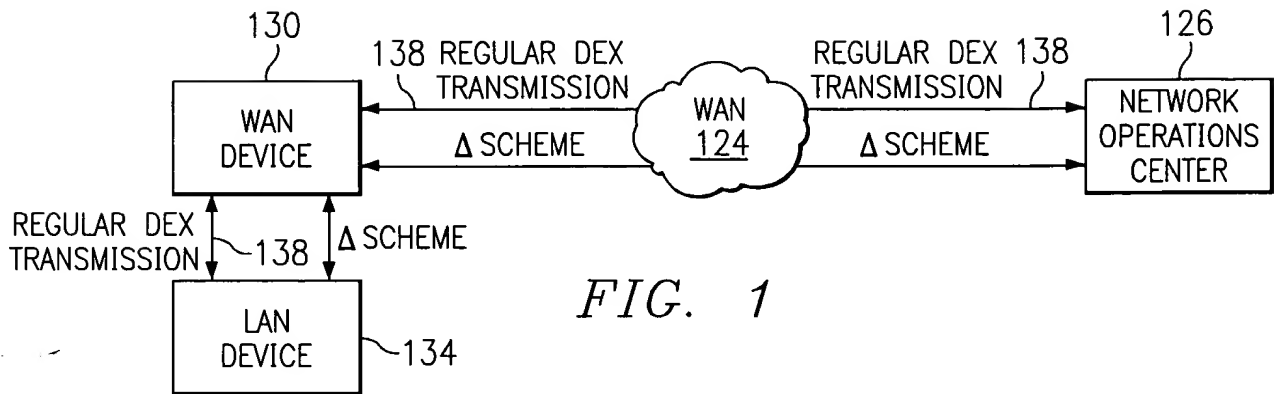 130
138 REGULAR DEX TRANSMISSION
REGULAR DEX 138
TRANSMISSION
126
WAN DEVICE
WAN
124
NETWORK
OPERATIONS
CENTER
Δ SCHEME
Δ SCHEME
REGULAR DEX
TRANSMISSION
138
Δ SCHEME
LAN
DEVICE
134
FIG. 1